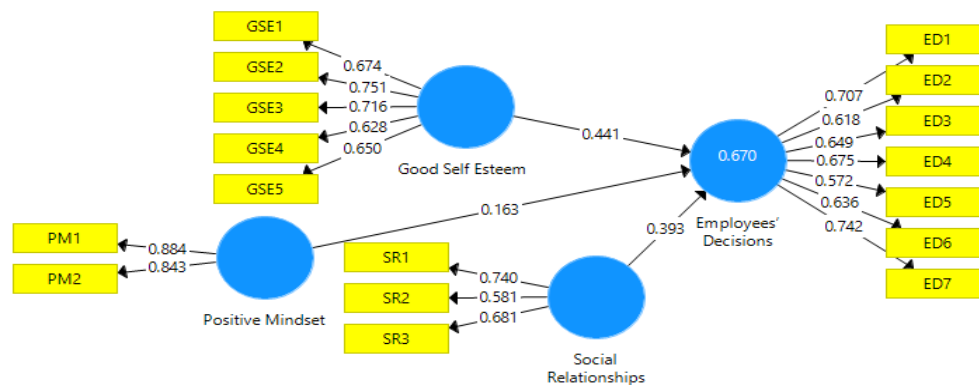 GSE1
GSE2
GSE3
GSE4
GSE5
0.674
0.751
0.716
0.628
0.650
Good Self Esteem
0.441
ED1
ED2
ED3
ED4
ED5
ED6
ED7
0.707
0.618
0.649
0.675
0.572
0.636
0.742
0.670
Employees’
Decisions
0.163
0.393
PM1
PM2
0.884
0.843
Positive Mindset
SR1
SR2
SR3
0.740
0.581
0.681
Social
Relationships